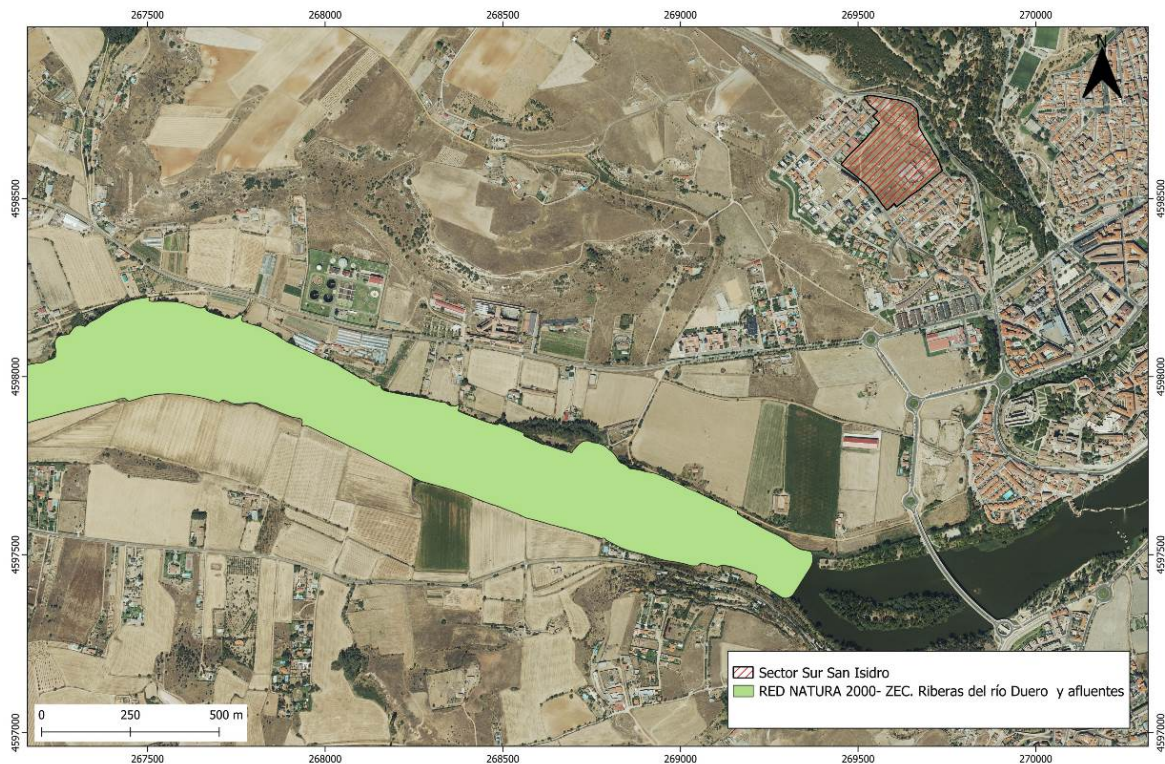 267500 268000 268500 269000 269500 270000
N
4598500 4598500
4598000 4598000
4597500 4597500
Sector Sur San Isidro
RED NATURA 2000- ZEC. Riberas del río Duero y afluentes
0 250 500 m
4597000 4597000
267500 268000 268500 269000 269500 270000